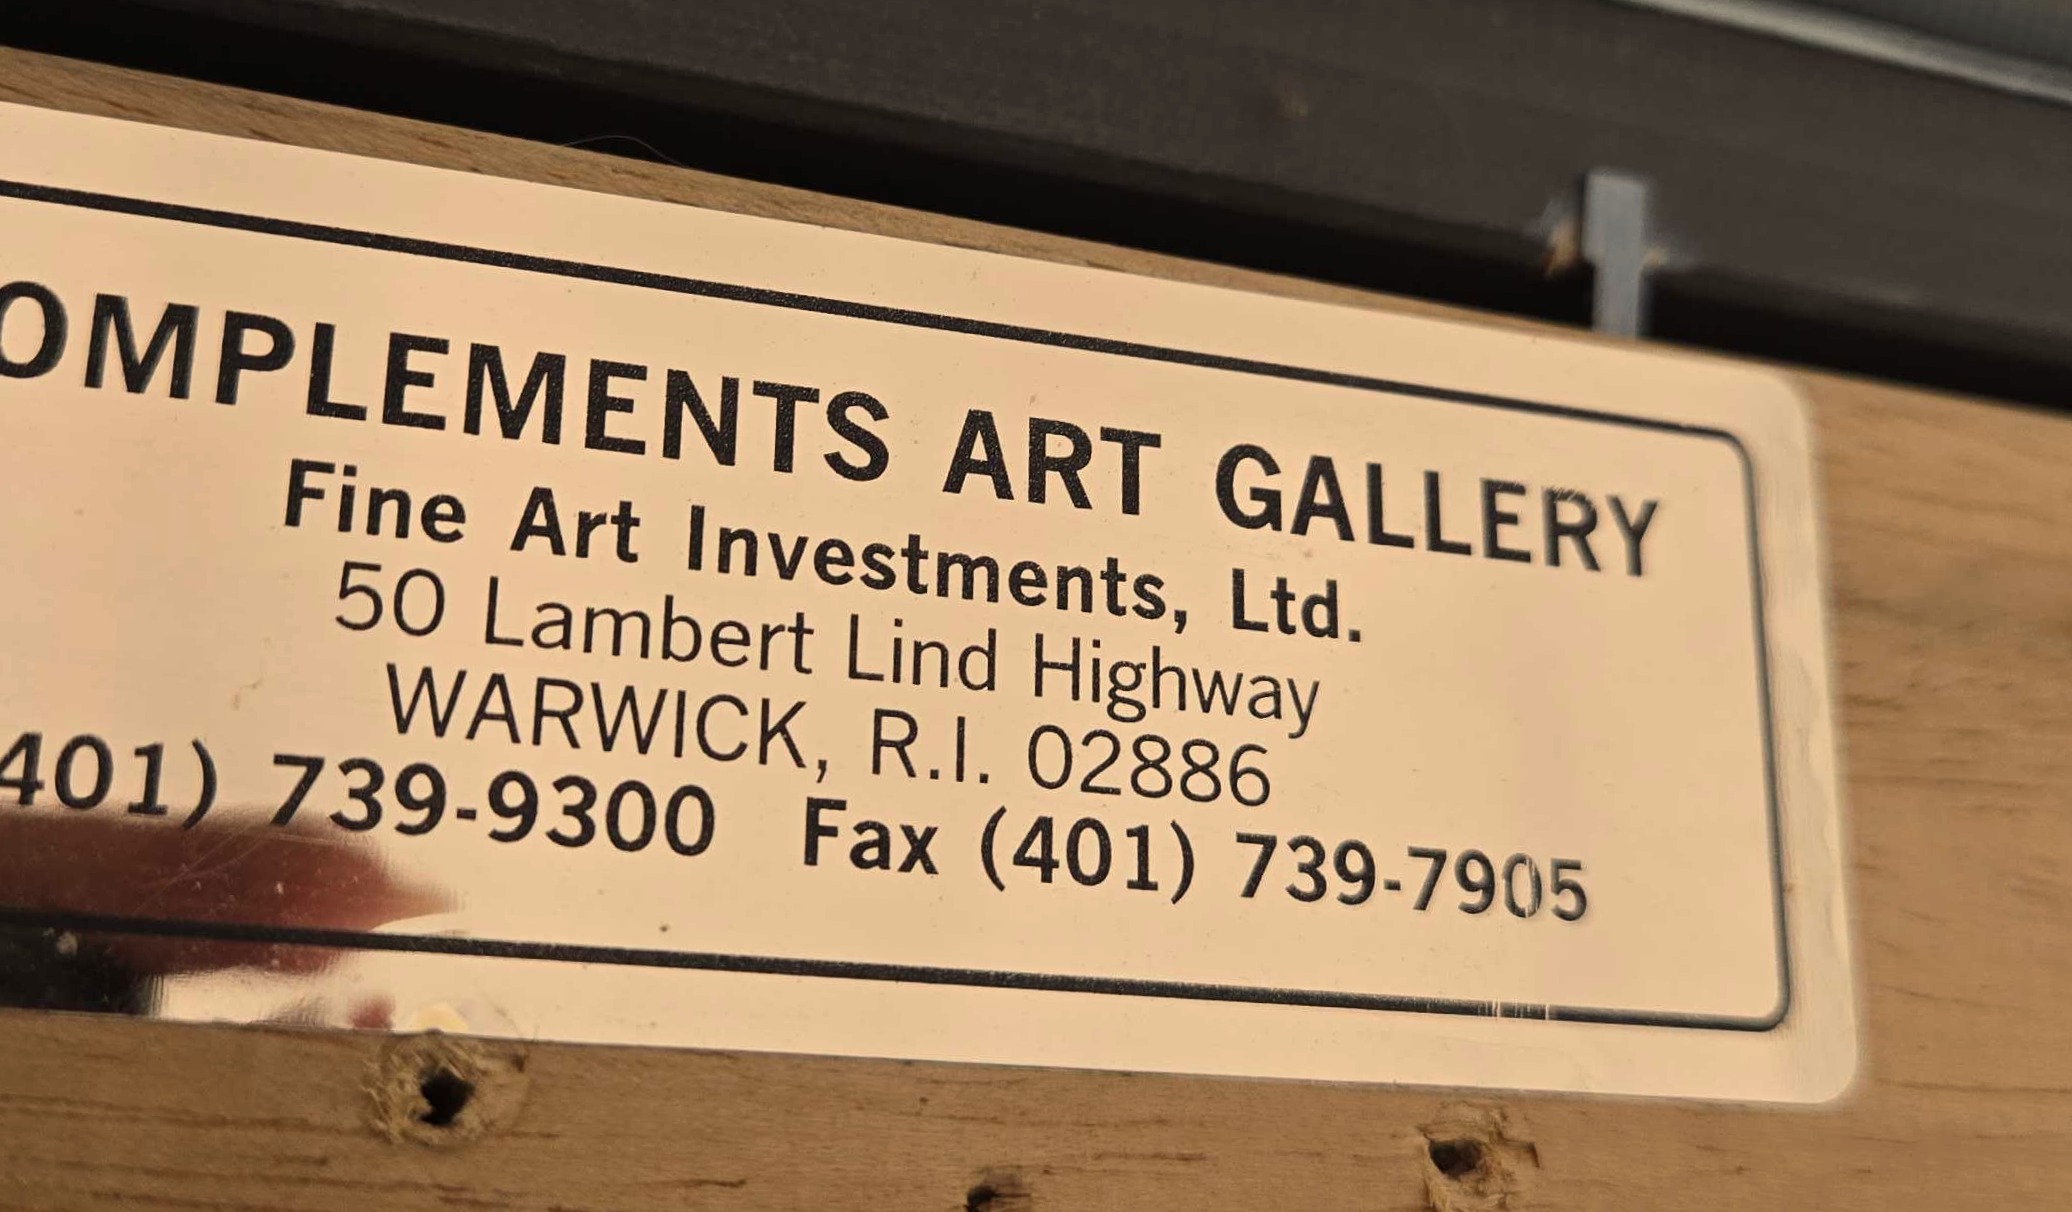 OMPLEMENTS ART GALLERY
Fine Art Investments, Ltd.
50 Lambert Lind Highway
WARWICK, R.I. 02886
401) 739-9300 Fax (401) 739-7905